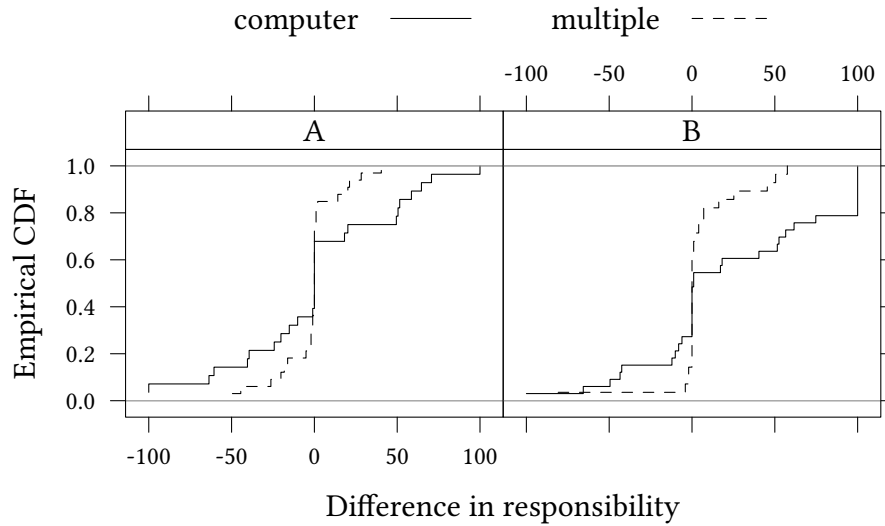 computer multiple
-100 -50 0 50 100
A B
1.0
0.8
0.6
0.4
0.2
0.0
Empirical CDF
-100 -50 0 50 100
Difference in responsibility